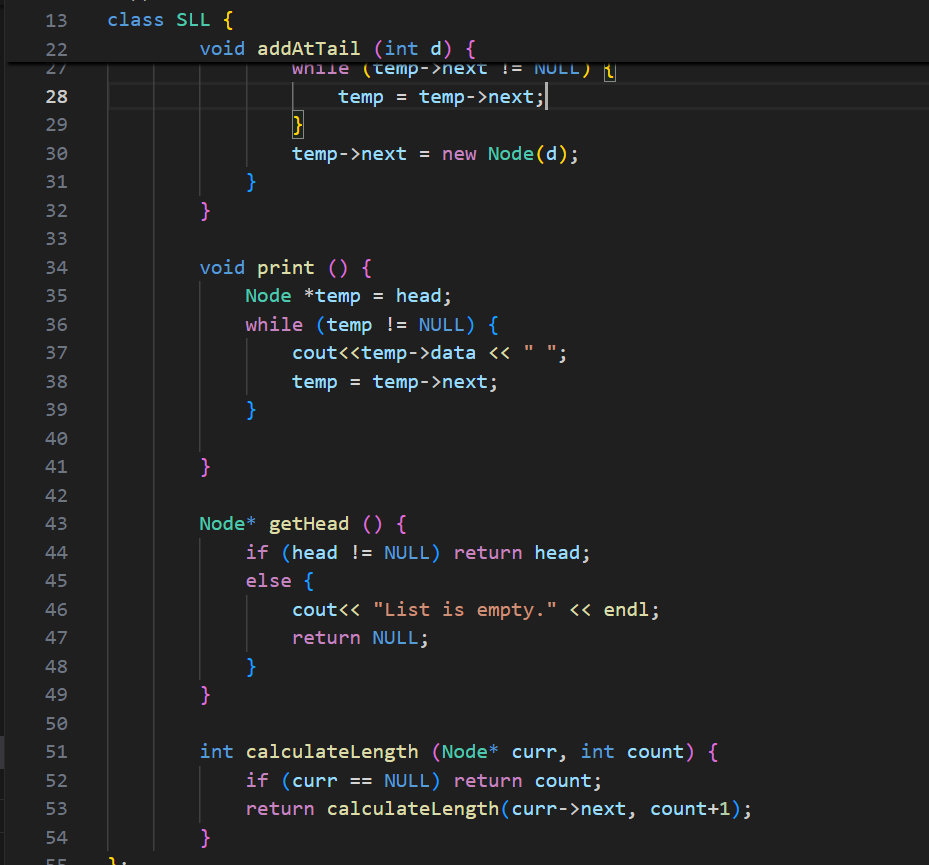 13 class SLL {
22 void addAtTail (int d) {
27 while (temp->next != NULL) {
28 temp = temp->next;
29 }
30 temp->next = new Node(d);
31 }
32 }
33
34 void print () {
35 Node *temp = head;
36 while (temp != NULL) {
37 cout<<temp->data << " ";
38 temp = temp->next;
39 }
40
41 }
42
43 Node* getHead () {
44 if (head != NULL) return head;
45 else {
46 cout<< "List is empty." << endl;
47 return NULL;
48 }
49 }
50
51 int calculateLength (Node* curr, int count) {
52 if (curr == NULL) return count;
53 return calculateLength(curr->next, count+1);
54 }
55 };